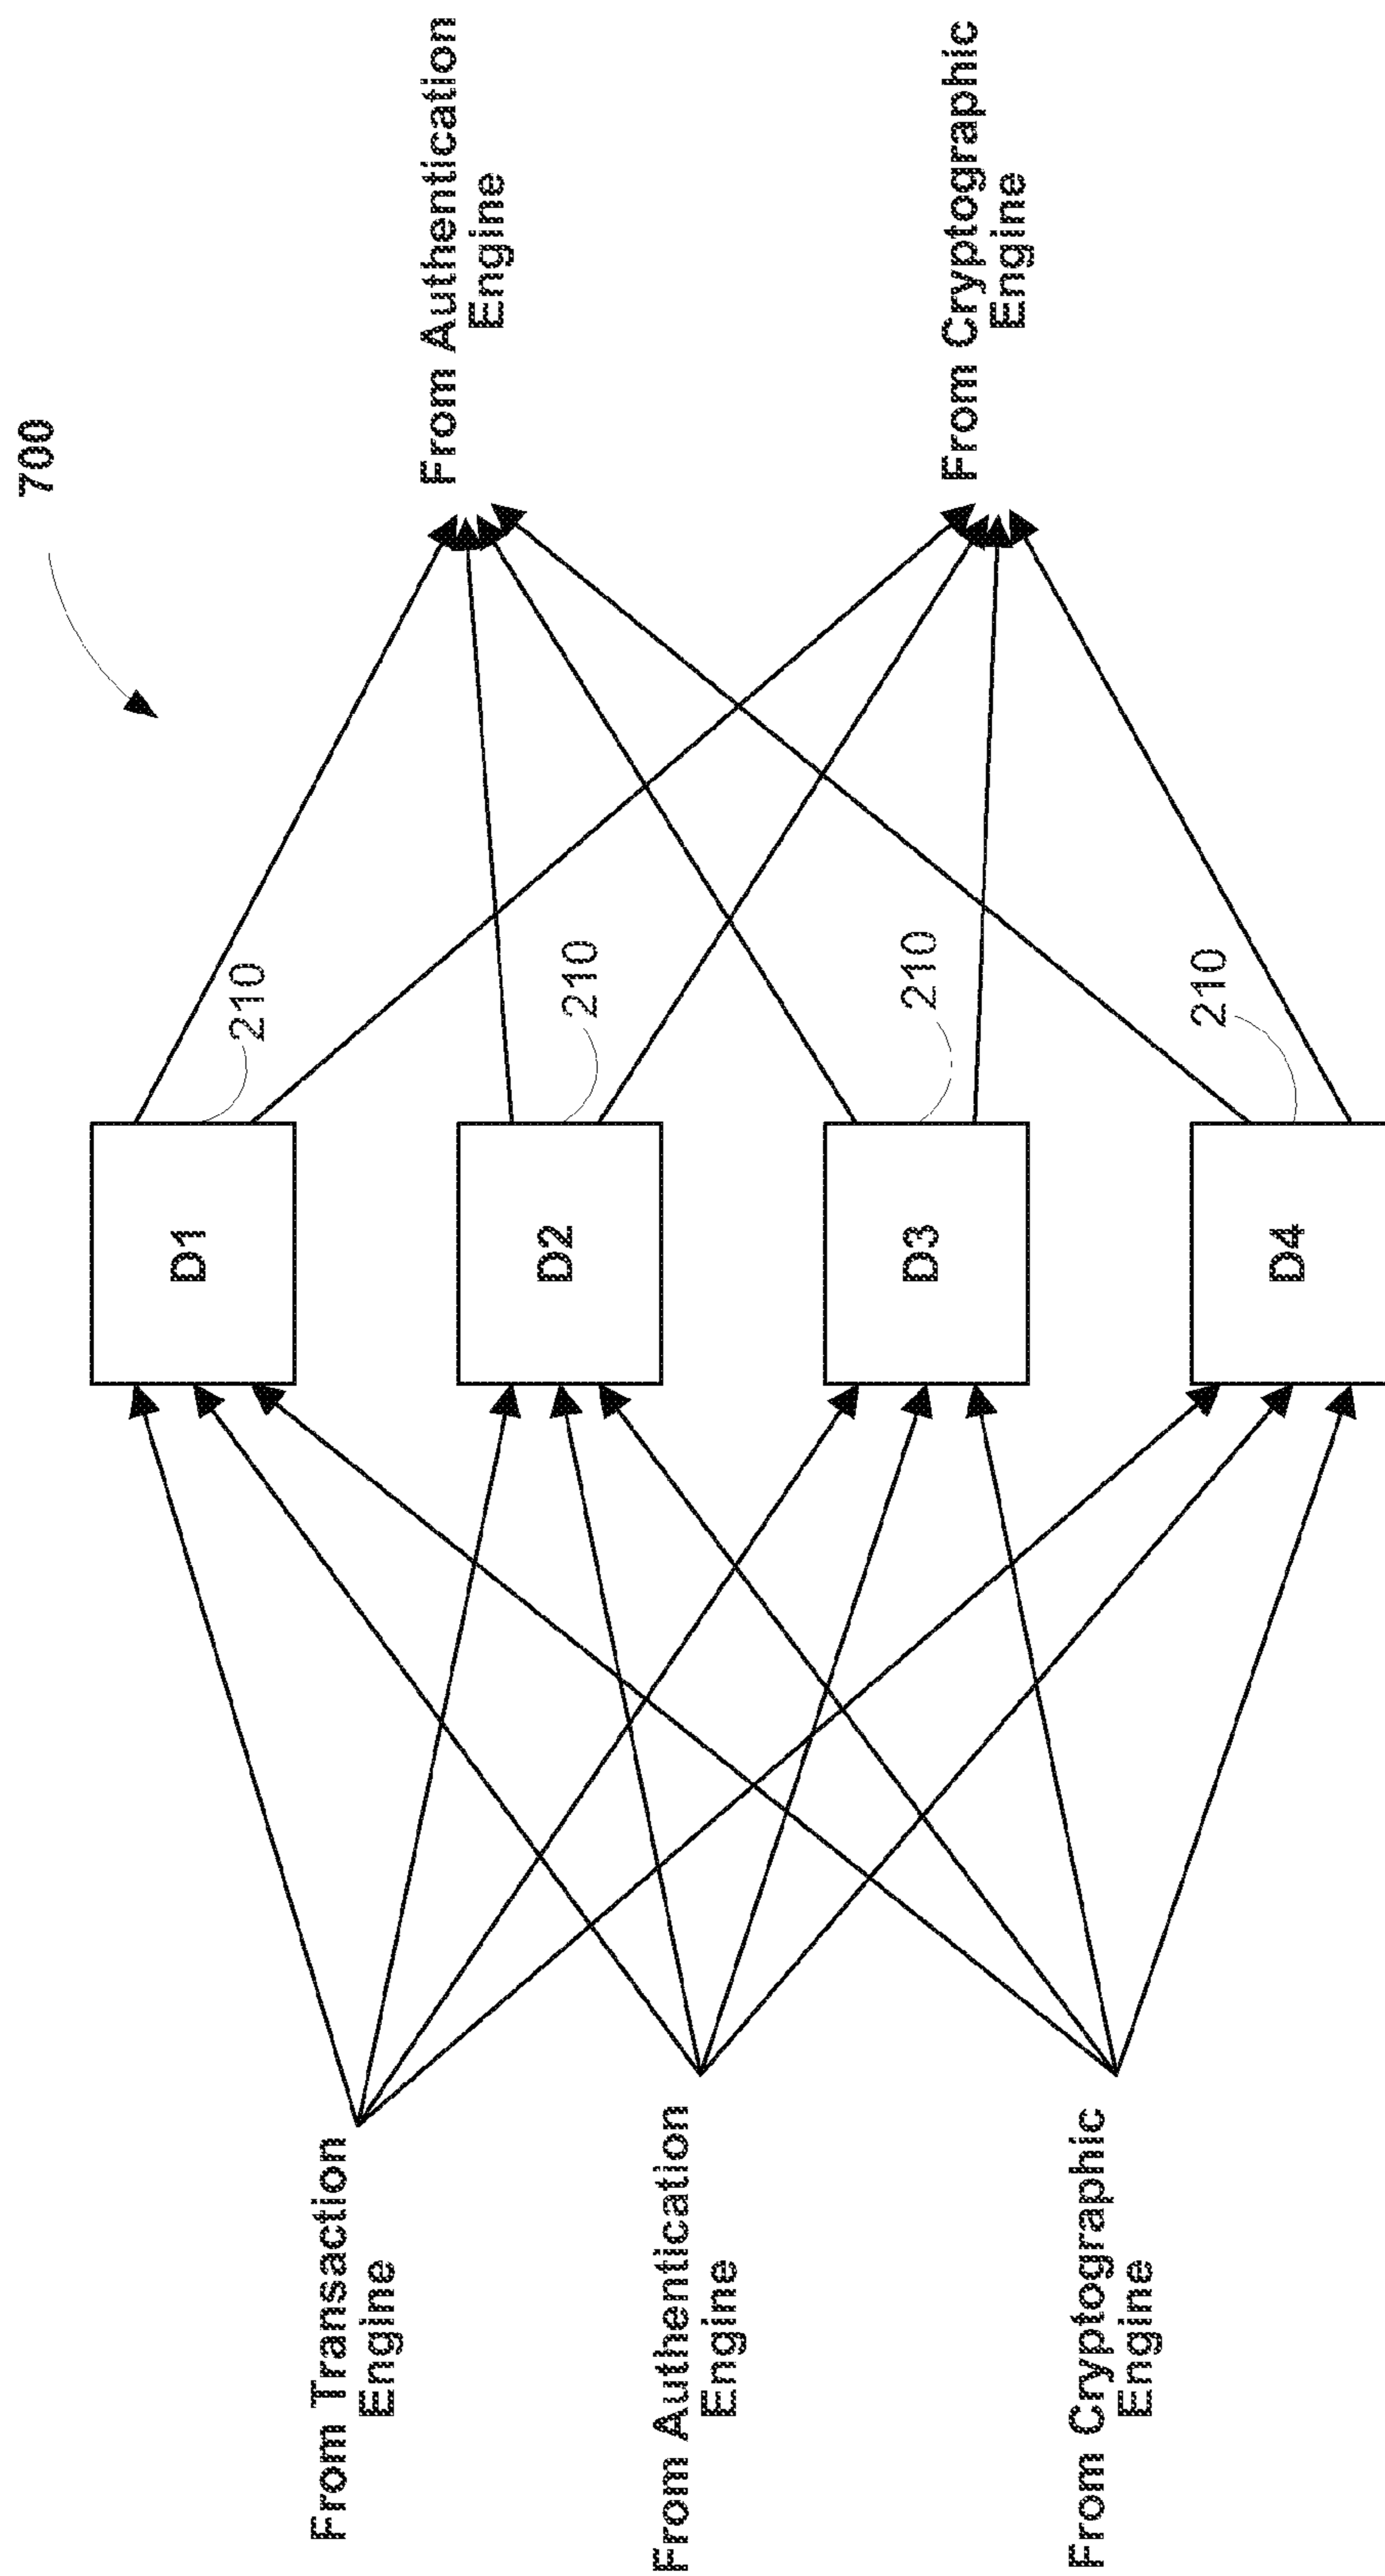 700
From Transaction
Engine
From Authentication
Engine
From Cryptographic
Engine
D1
210
D2
210
D3
210
D4
210
From Authentication
Engine
From Cryptographic
Engine